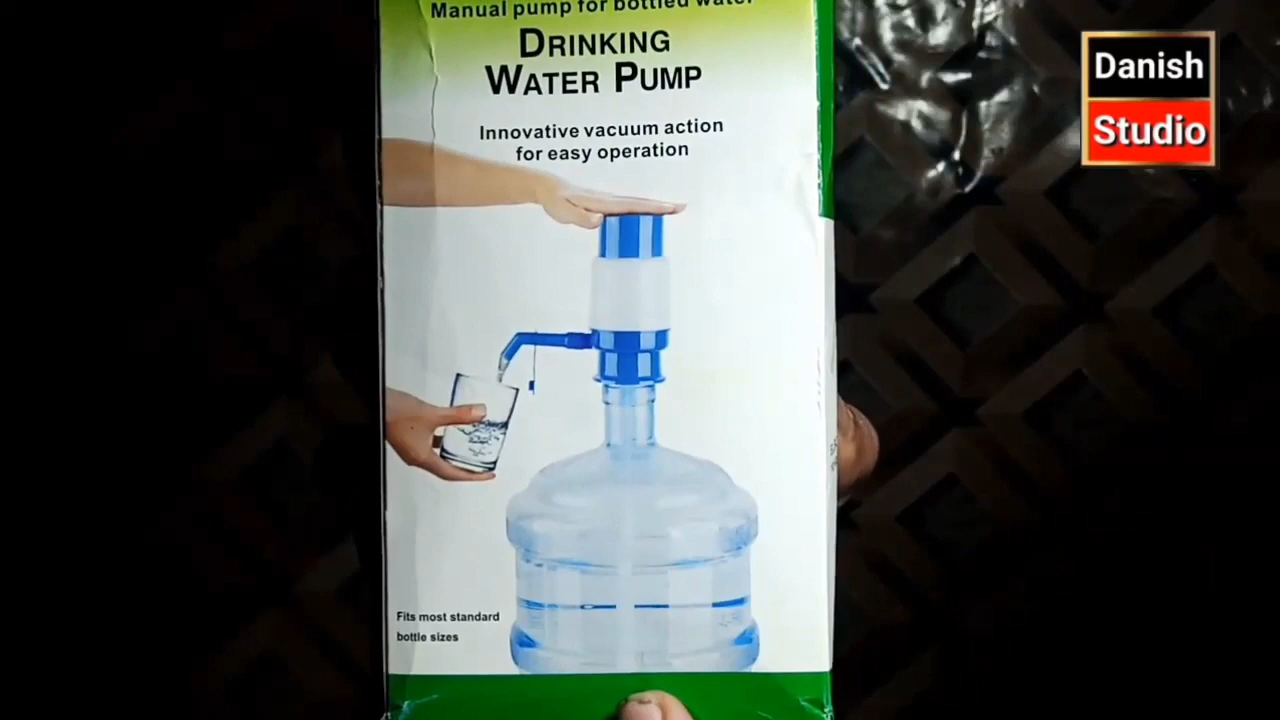 Manual pump for bottled water
DRINKING
WATER PUMP
Innovative vacuum action
for easy operation
Fits most standard
bottle sizes
Danish
Studio